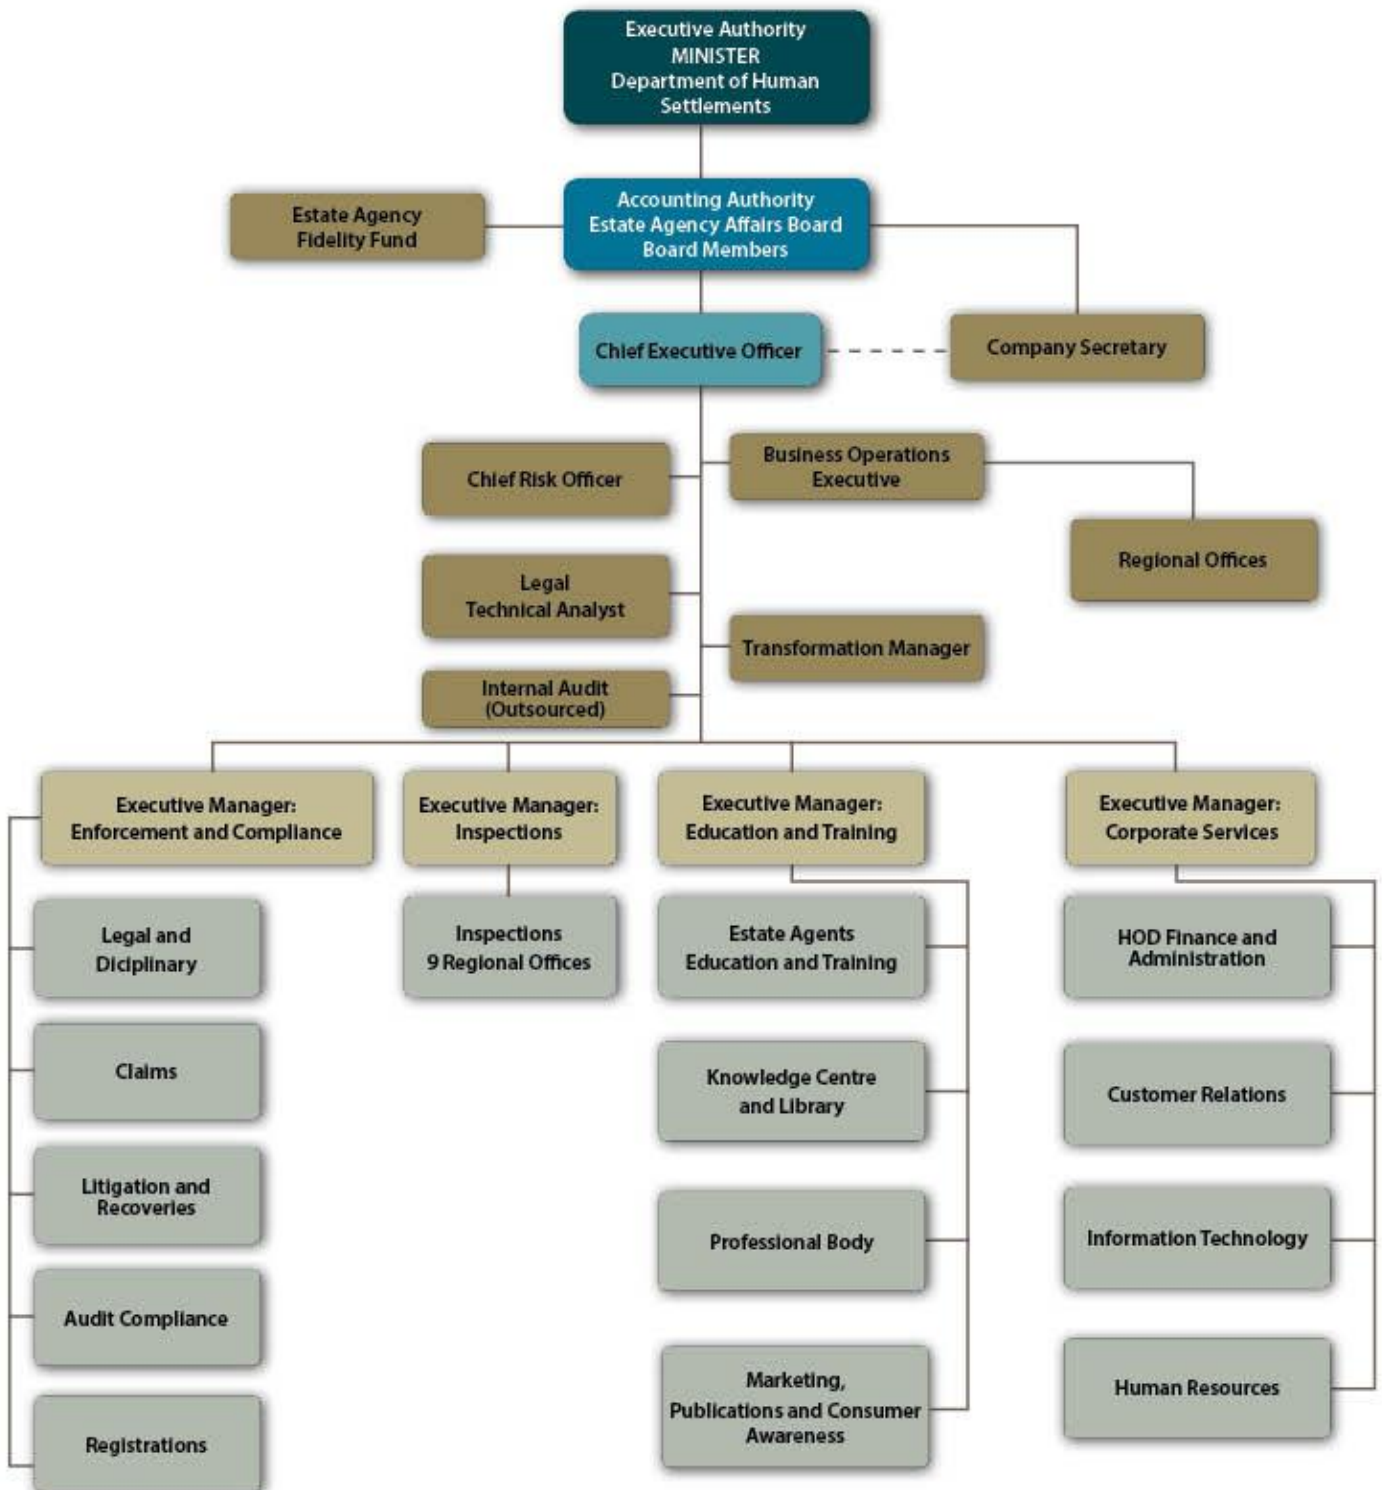 Executive Authority
MINISTER
Department of Human
Settlements
Estate Agency
Fidelity Fund
Accounting Authority
Estate Agency Affairs Board
Board Members
Chief Executive Officer
Company Secretary
Chief Risk Officer
Business Operations
Executive
Regional Offices
Legal
Technical Analyst
Transformation Manager
Internal Audit
(Outsourced)
Executive Manager:
Enforcement and Compliance
Executive Manager:
Inspections
Executive Manager:
Education and Training
Executive Manager:
Corporate Services
Legal and
Diciplinary
Claims
Litigation and
Recoveries
Audit Compliance
Registrations
Inspections
9 Regional Offices
Estate Agents
Education and Training
Knowledge Centre
and Library
Professional Body
Marketing,
Publications and Consumer
Awareness
HOD Finance and
Administration
Customer Relations
Information Technology
Human Resources